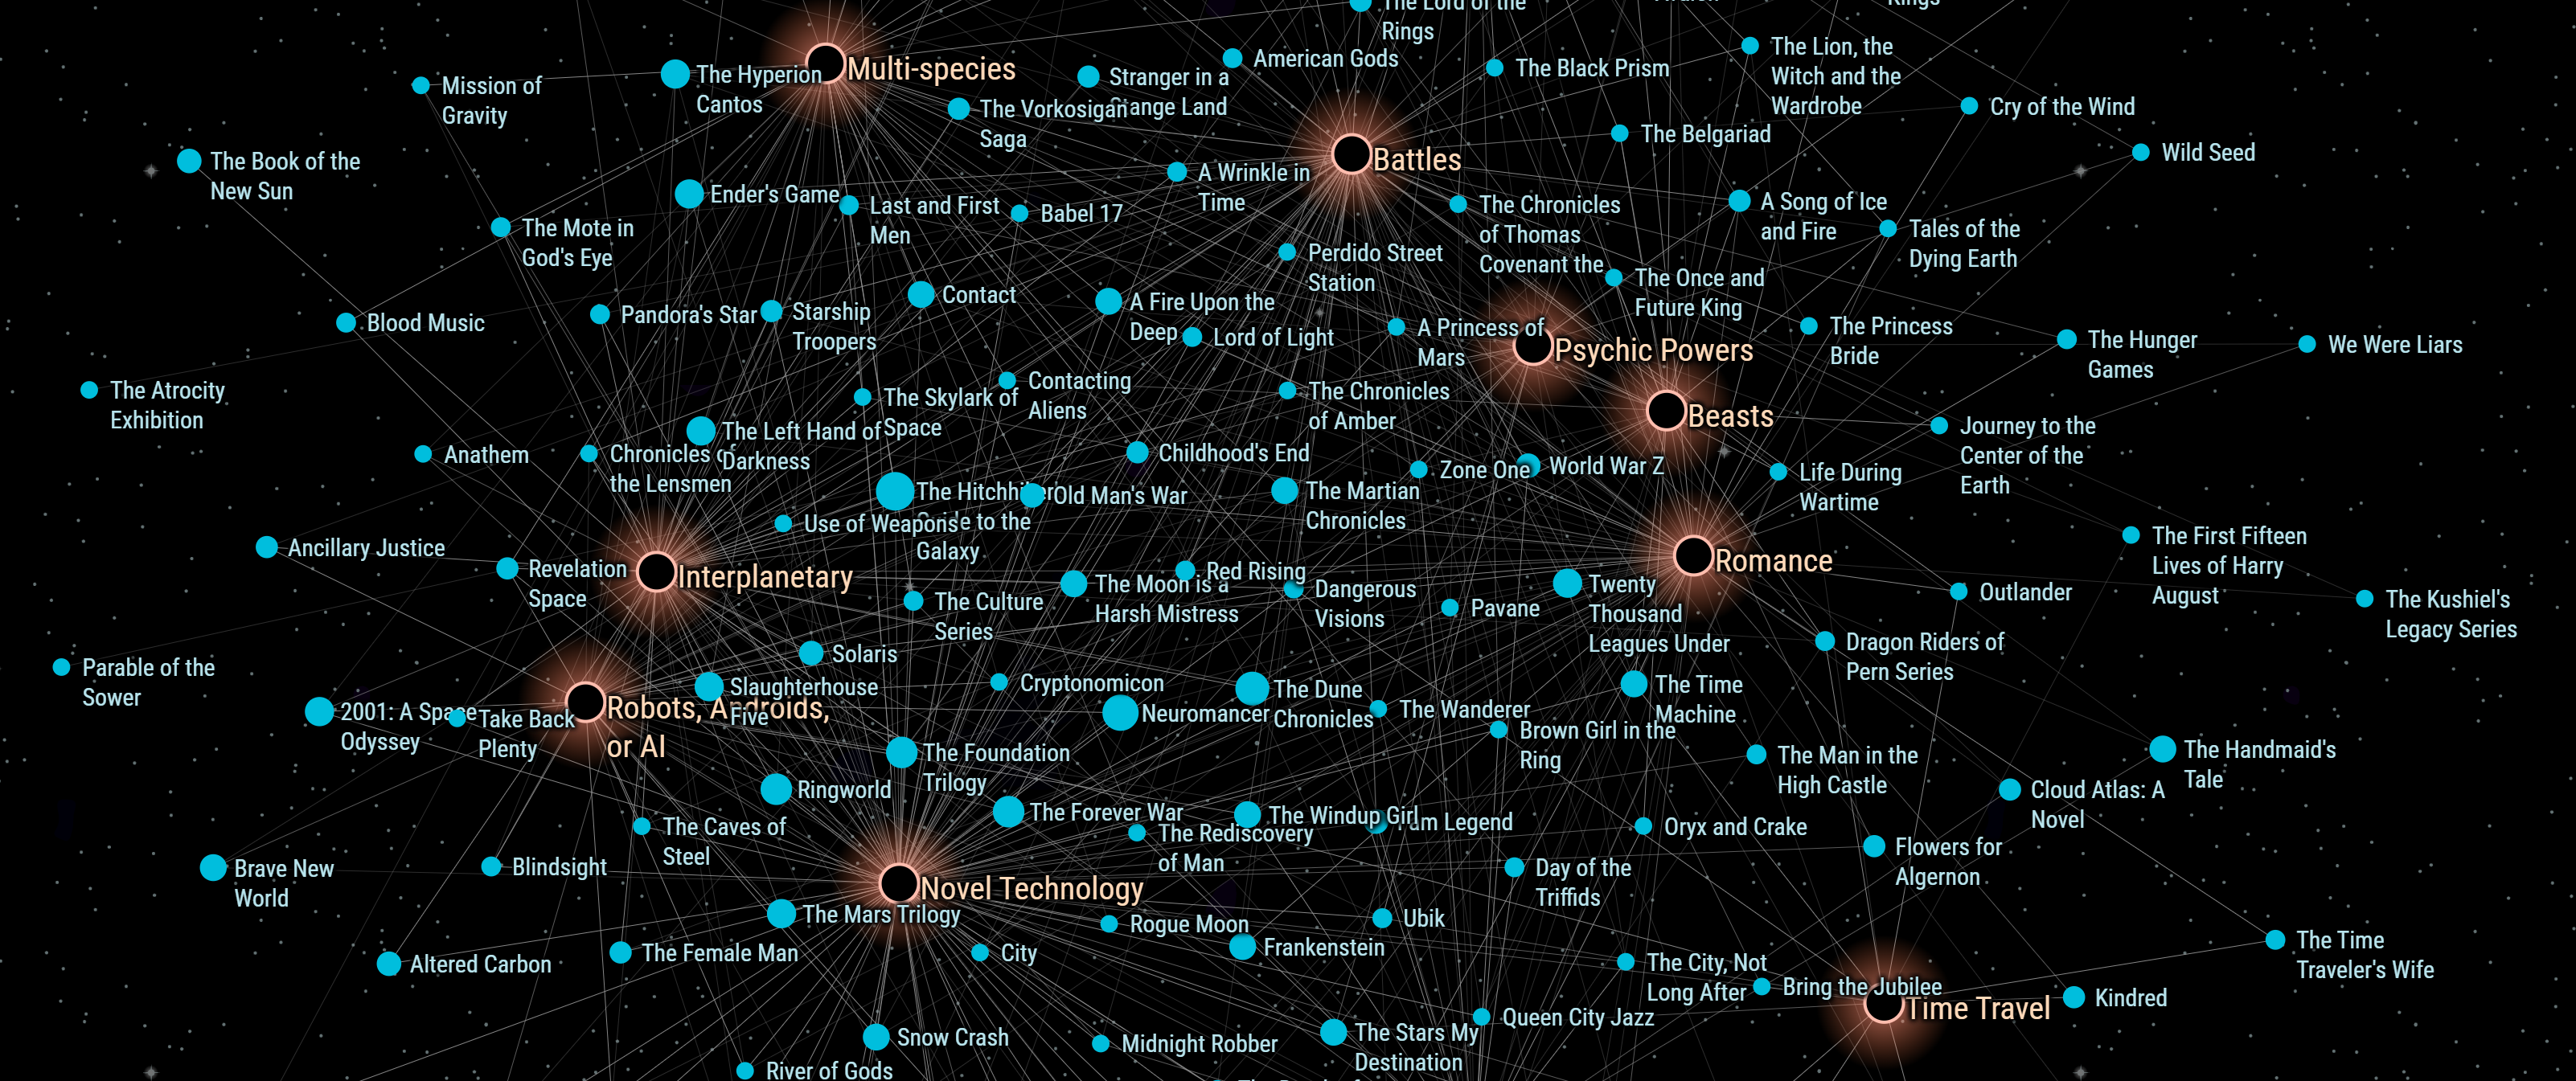 The Lord of the
Rings
Rings
Multi-species
American Gods
The Lion, the
Witch and the
Wardrobe
The Black Prism
The Hyperion
Cantos
Stranger in a
Strange Land
Mission of
Gravity
The Vorkosigan
Saga
Cry of the Wind
The Belgariad
Battles
Wild Seed
The Book of the
New Sun
A Wrinkle in
Time
Ender's Game
Last and First
Men
Babel 17
The Chronicles
of Thomas
Covenant the
A Song of Ice
and Fire
The Mote in
God's Eye
Tales of the
Dying Earth
Perdido Street
Station
The Once and
Future King
Contact
A Fire Upon the
Deep
Blood Music
Pandora's Star
Starship
Troopers
Lord of Light
A Princess of
Mars
Psychic Powers
The Princess
Bride
The Hunger
Games
We Were Liars
The Atrocity
Exhibition
The Skylark of
Space
Contacting
Aliens
The Chronicles
of Amber
Beasts
Anathem
Chronicles of
the Lensmen
The Left Hand of
Darkness
Childhood's End
Journey to the
Center of the
Earth
Zone One
World War Z
Life During
Wartime
The Hitchhiker
Guide to the
Galaxy
Old Man's War
The Martian
Chronicles
Use of Weapons
Ancillary Justice
The First Fifteen
Lives of Harry
August
Revelation
Space
Interplanetary
Romance
The Moon is a
Harsh Mistress
Red Rising
Dangerous
Visions
Twenty
Thousand
Leagues Under
Outlander
The Culture
Series
Pavane
The Kushiel's
Legacy Series
Solaris
Dragon Riders of
Pern Series
Parable of the
Sower
Slaughterhouse
Five
Cryptonomicon
The Dune
Chronicles
The Time
Machine
2001: A Space
Odyssey
Take Back
Plenty
Robots, Androids,
or AI
Neuromancer
The Wanderer
Brown Girl in the
Ring
The Foundation
Trilogy
The Man in the
High Castle
The Handmaid's
Tale
Ringworld
Cloud Atlas: A
Novel
The Forever War
The Windup Girl
I am Legend
The Caves of
Steel
The Rediscovery
of Man
Oryx and Crake
Flowers for
Algernon
Brave New
World
Blindsight
Day of the
Triffids
Novel Technology
The Mars Trilogy
Rogue Moon
Ubik
The Female Man
City
Frankenstein
The Time
Traveler's Wife
Altered Carbon
The City, Not
Long After
Bring the Jubilee
Kindred
Time Travel
Queen City Jazz
Snow Crash
Midnight Robber
The Stars My
Destination
River of Gods